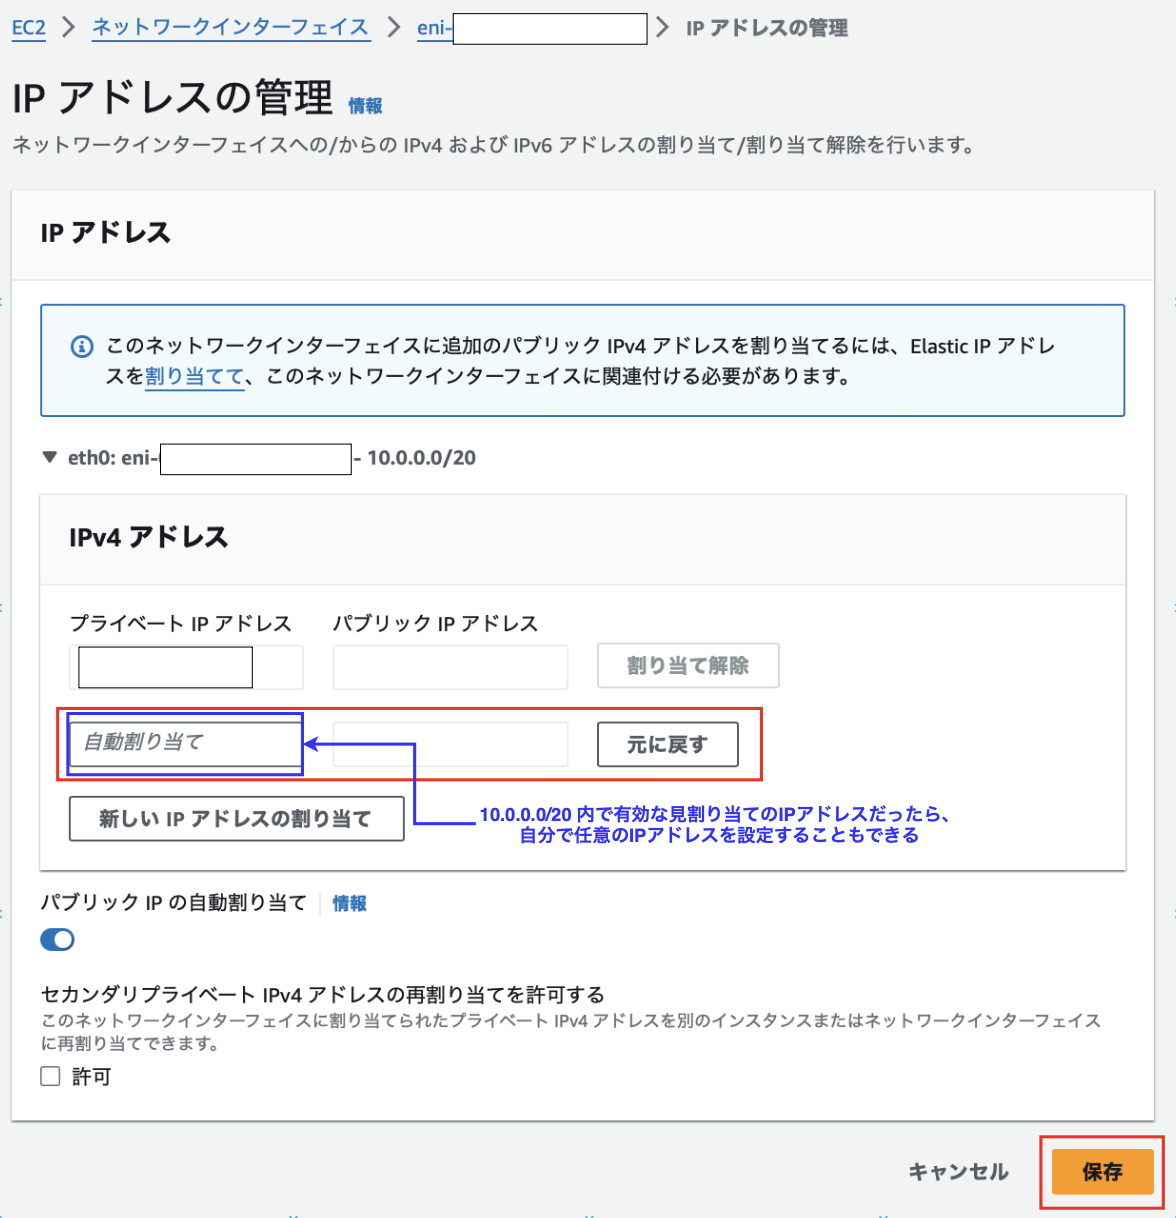 EC2 > ネットワークインターフェイス > eni- > IP アドレスの管理
IP アドレスの管理 情報
ネットワークインターフェイスへの/からの IPv4 および IPv6 アドレスの割り当て/割り当て解除を行います。
IP アドレス
このネットワークインターフェイスに追加のパブリック IPv4 アドレスを割り当てるには、Elastic IP アドレ
スを割り当てて、このネットワークインターフェイスに関連付ける必要があります。
▼ eth0: eni- - 10.0.0.0/20
IPv4 アドレス
プライベート IP アドレス パブリック IP アドレス
割り当て解除
自動割り当て 元に戻す
新しい IP アドレスの割り当て
10.0.0.0/20 内で有効な見割り当てのIPアドレスだったら、
自分で任意のIPアドレスを設定することもできる
パブリック IP の自動割り当て 情報
セカンダリプライベート IPv4 アドレスの再割り当てを許可する
このネットワークインターフェイスに割り当てられたプライベート IPv4 アドレスを別のインスタンスまたはネットワークインターフェイス
に再割り当てできます。
許可
キャンセル 保存